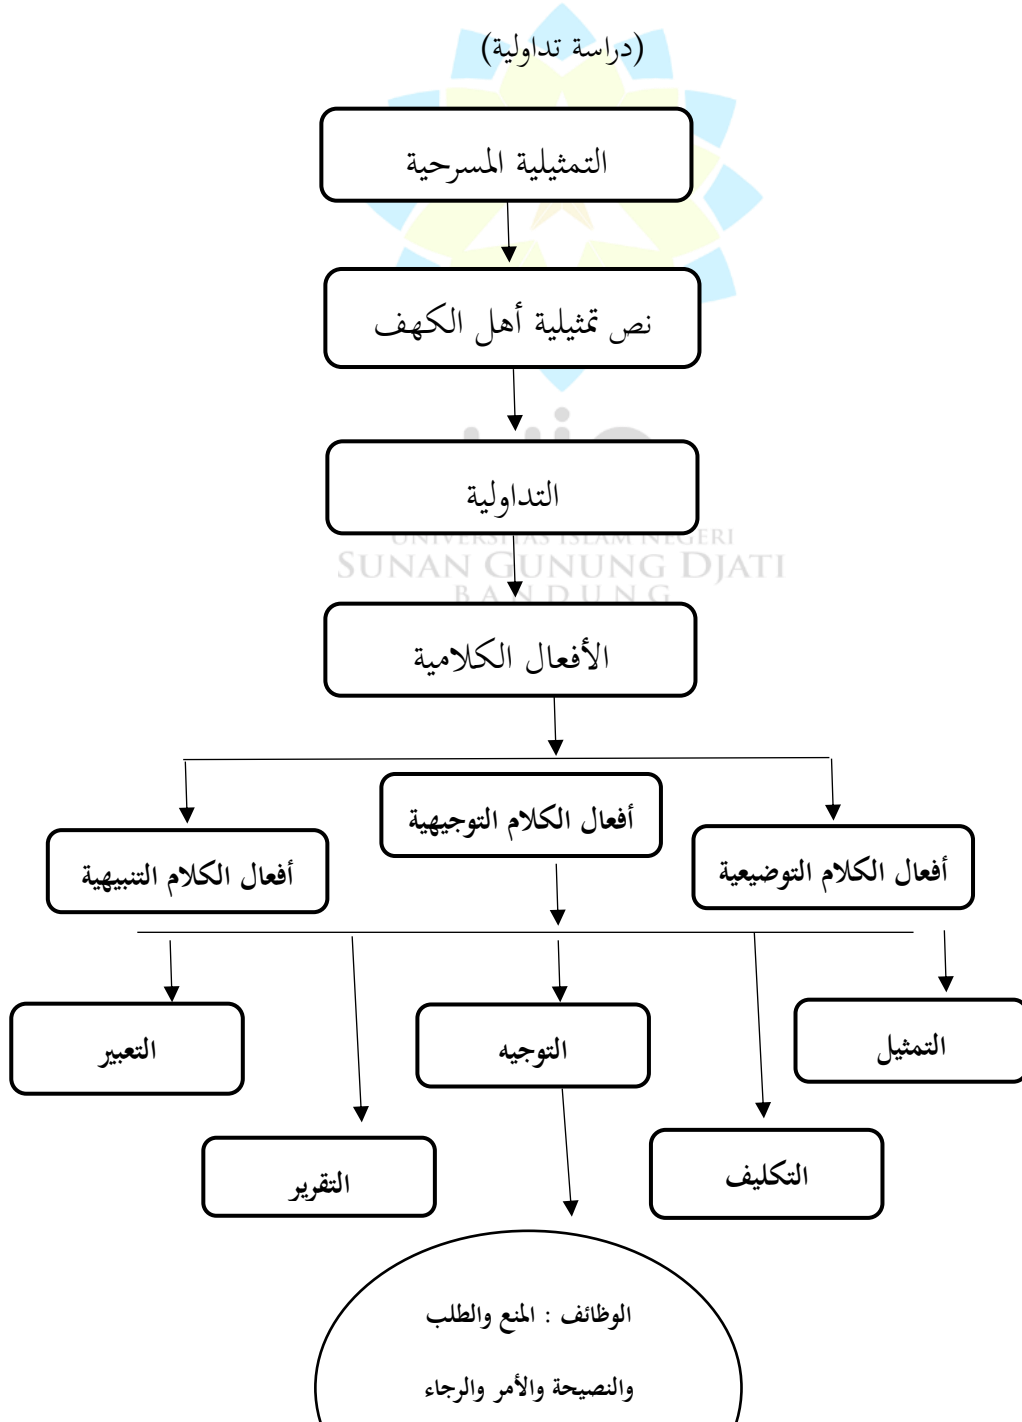 (دراسة تداولية)
التمثيلية المسرحية
نص تمثيلية أهل الكهف
التداولية
UNIVERSITAS ISLAM NEGERI
SUNAN GUNUNG DJATI
BANDUNG
الأفعال الكلامية
أفعال الكلام التوضيعية
أفعال الكلام التوجيهية
أفعال الكلام التنبيهية
التمثيل
التوجيه
التعبير
التكليف
التقرير
الوظائف : المنع والطلب
والنصيحة والأمر والرجاء